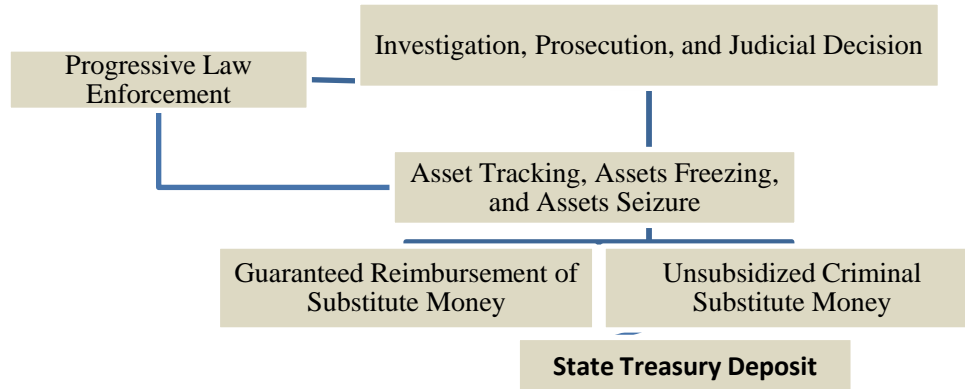 Investigation, Prosecution, and Judicial Decision
Progressive Law
Enforcement
Asset Tracking, Assets Freezing,
and Assets Seizure
Guaranteed Reimbursement of
Substitute Money
Unsubsidized Criminal
Substitute Money
State Treasury Deposit